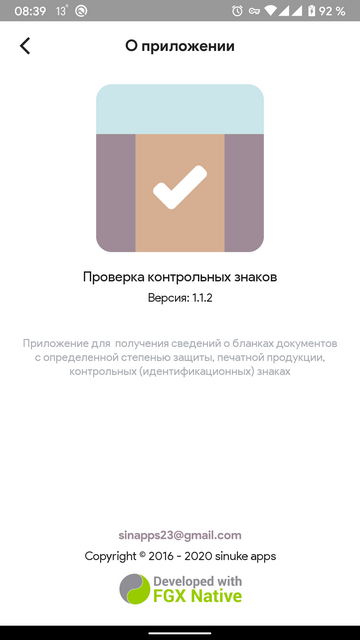 08:39 13° 92 %
О приложении
Проверка контрольных знаков
Версия: 1.1.2
Приложение для получения сведений о бланках документов
с определенной степенью защиты, печатной продукции,
контрольных (идентификационных) знаках
sinapps23@gmail.com
Copyright © 2016 - 2020 sinuke apps
Developed with
FGX Native